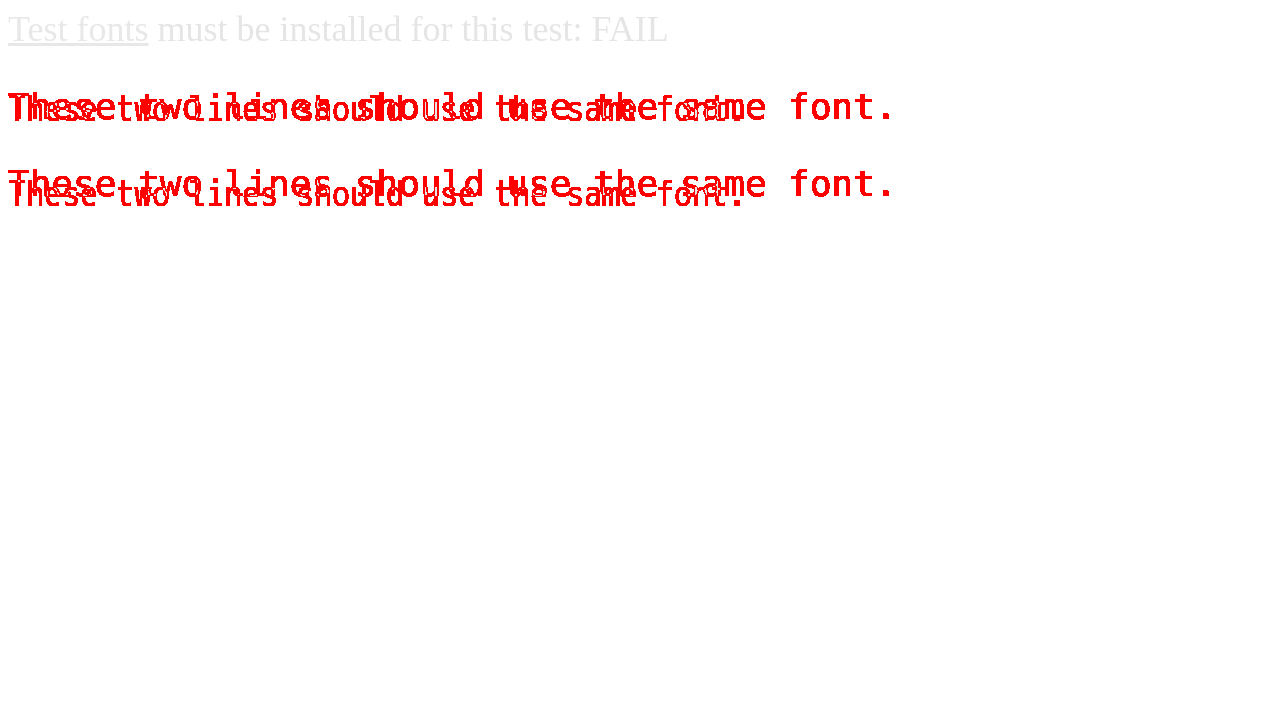 Test fonts must be installed for this test: FAIL
These two lines should use the same font.
These two lines should use the same font.
These two lines should use the same font.
These two lines should use the same font.